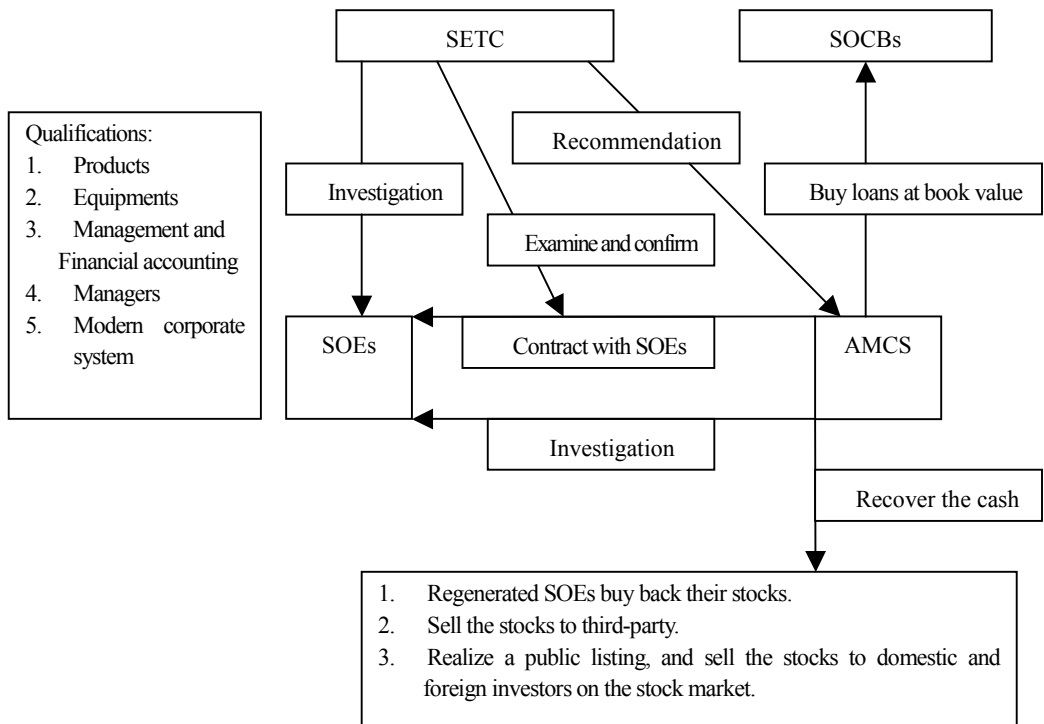 SETC
SOCBs
Qualifications:
1. Products
2. Equipments
3. Management and
Financial accounting
4. Managers
5. Modern corporate
system
Recommendation
Investigation
Buy loans at book value
Examine and confirm
SOEs
Contract with SOEs
AMCS
Investigation
Recover the cash
1. Regenerated SOEs buy back their stocks.
2. Sell the stocks to third-party.
3. Realize a public listing, and sell the stocks to domestic and
foreign investors on the stock market.